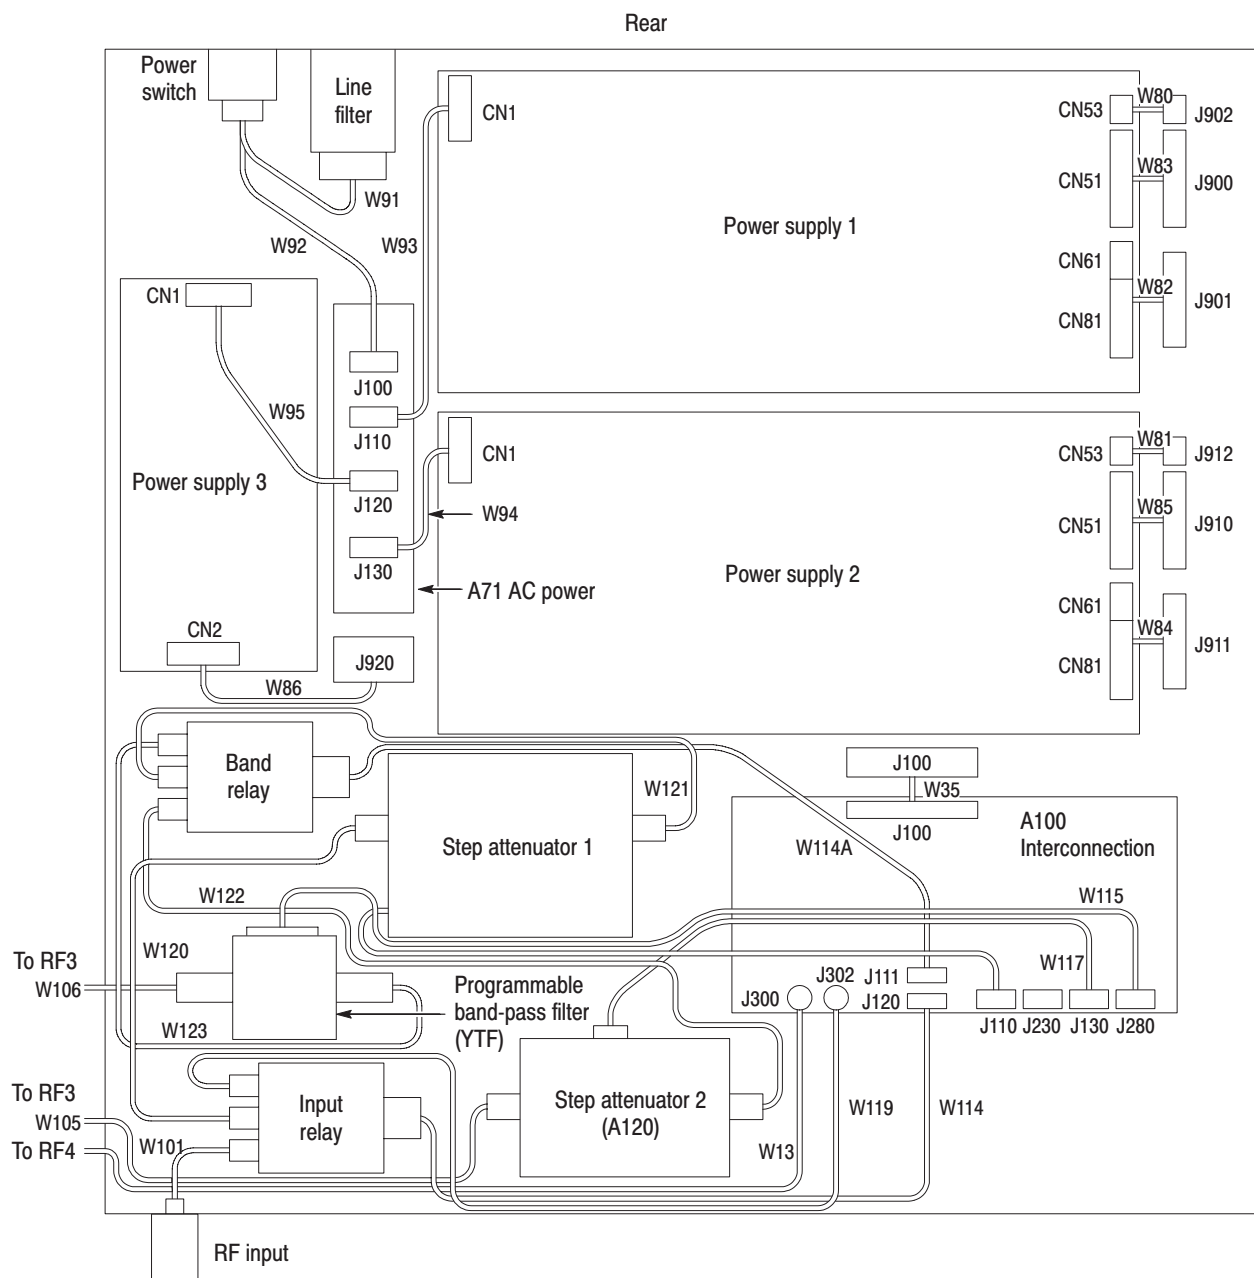 Rear
Power
switch
Line
filter
W91
W92
W93
CN1
Power supply 1
CN53
W80
J902
CN51
W83
J900
CN61
W82
J901
CN81
CN1
J100
W95
J110
Power supply 3
J120
J130
CN1
W94
A71 AC power
Power supply 2
CN53
W81
J912
CN51
W85
J910
CN61
W84
J911
CN81
CN2
J920
W86
Band
relay
W121
Step attenuator 1
J100
W35
J100
A100
Interconnection
W114A
W122
W115
W120
To RF3
W106
W123
Programmable
band-pass filter
(YTF)
W117
J302
J111
J300
J120
J110
J230
J130
J280
To RF3
W105
To RF4
W101
Input
relay
Step attenuator 2
(A120)
W13
W119
W114
RF input